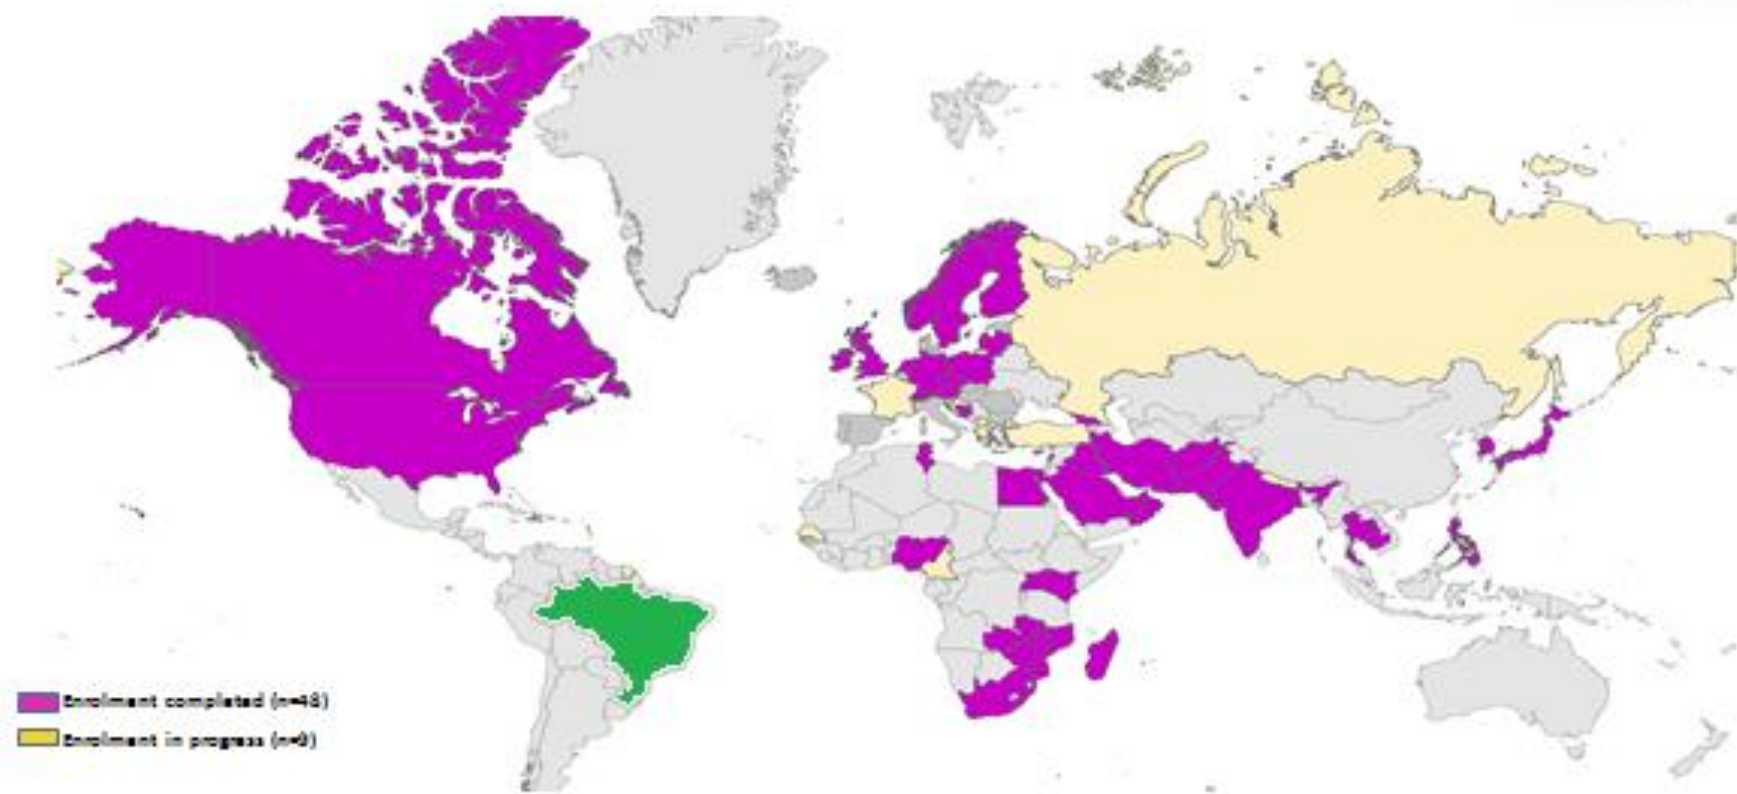 Enrolment completed (n=48)
Enrolment in progress (n=9)